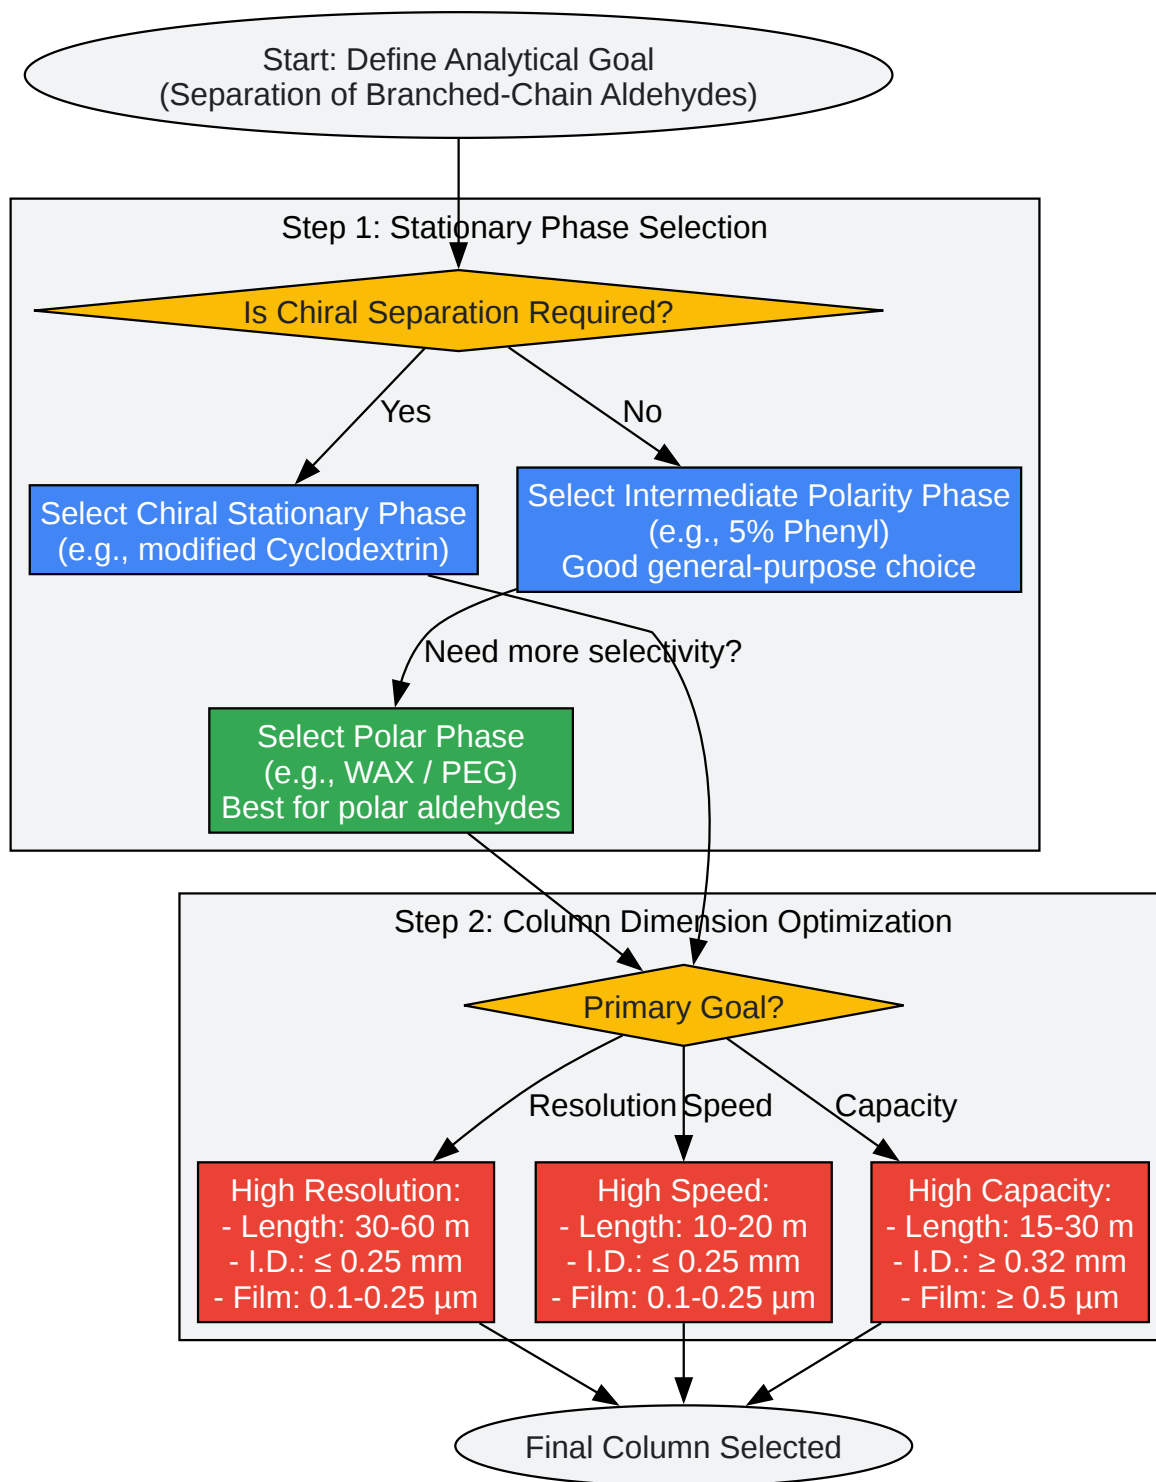 Start: Define Analytical Goal
(Separation of Branched-Chain Aldehydes)
Step 1: Stationary Phase Selection
Is Chiral Separation Required?
Yes
No
Select Chiral Stationary Phase
(e.g., modified Cyclodextrin)
Select Intermediate Polarity Phase
(e.g., 5% Phenyl)
Good general-purpose choice
Need more selectivity?
Select Polar Phase
(e.g., WAX / PEG)
Best for polar aldehydes
Step 2: Column Dimension Optimization
Primary Goal?
Resolution
Speed
Capacity
High Resolution:
- Length: 30-60 m
- I.D.: ≤ 0.25 mm
- Film: 0.1-0.25 µm
High Speed:
- Length: 10-20 m
- I.D.: ≤ 0.25 mm
- Film: 0.1-0.25 µm
High Capacity:
- Length: 15-30 m
- I.D.: ≥ 0.32 mm
- Film: ≥ 0.5 µm
Final Column Selected